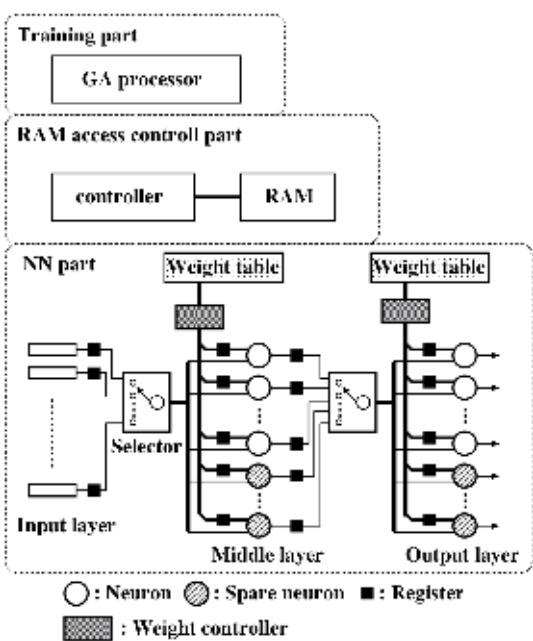 Training part
GA processor
RAM access controll part
controller
RAM
NN part
Weight table
Weight table
Selector
Input layer
Middle layer
Output layer
: Neuron
: Spare neuron
: Register
: Weight controller